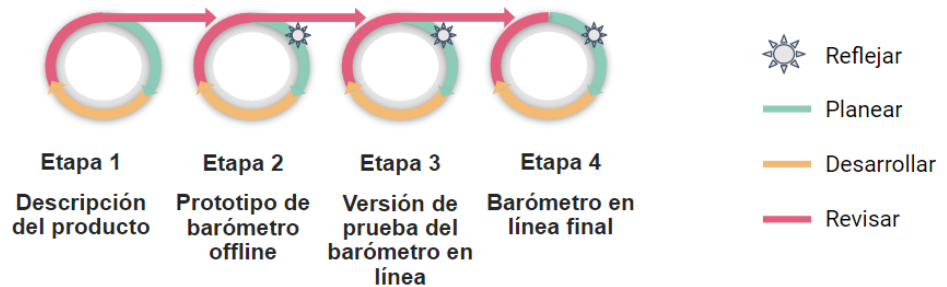 Etapa 1
Descripción
del producto
Etapa 2
Prototipo de
barómetro
offline
Etapa 3
Versión de
prueba del
barómetro en
línea
Etapa 4
Barómetro en
línea final
Reflejar
Planear
Desarrollar
Revisar